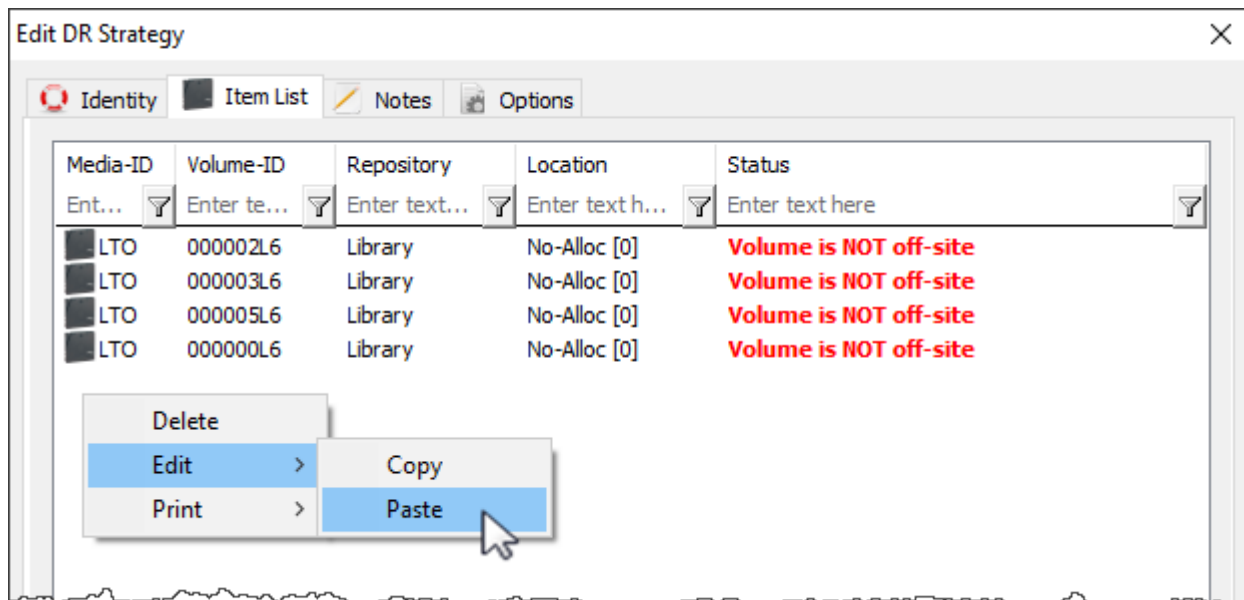 Edit DR Strategy
Identity Item List Notes Options
Media-ID Volume-ID Repository Location Status
Ent... Enter te... Enter text... Enter text h... Enter text here
LTO 000002L6 Library No-Alloc [0] Volume is NOT off-site
LTO 000003L6 Library No-Alloc [0] Volume is NOT off-site
LTO 000005L6 Library No-Alloc [0] Volume is NOT off-site
LTO 000000L6 Library No-Alloc [0] Volume is NOT off-site
Delete
Edit > Copy
Print > Paste